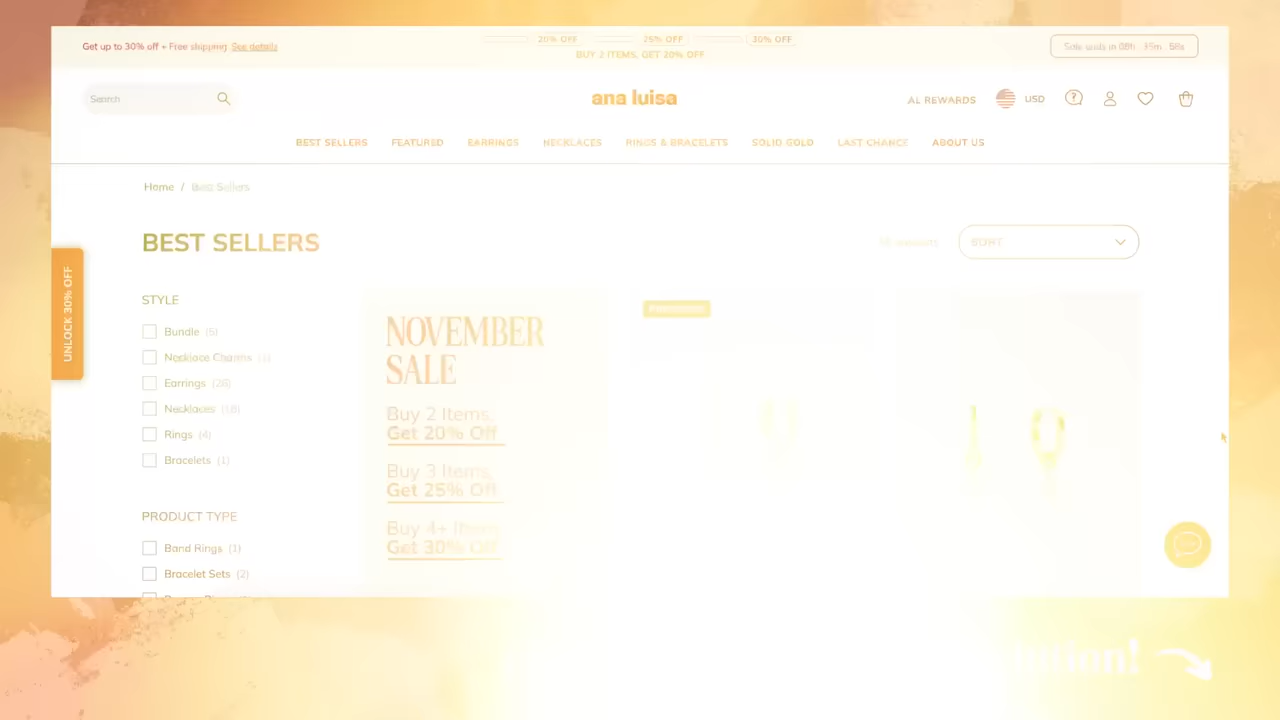 Get up to 30% off + Free shipping See details
20% OFF 25% OFF 30% OFF
BUY 2 ITEMS, GET 20% OFF
Sale ends in 08h
Search
ana luisa
AL REWARDS USD
BEST SELLERS FEATURED EARRINGS NECKLACES RINGS & BRACELETS SOLID GOLD LAST CHANCE ABOUT US
Home / Best Sellers
BEST SELLERS
SORT
UNLOCK 30% OFF
STYLE
Bundle (5)
Necklace Charms (1)
Earrings (28)
Necklaces (18)
Rings (4)
Bracelets (1)
PRODUCT TYPE
Band Rings (1)
Bracelet Sets (2)
NOVEMBER
SALE
Buy 2 Items,
Get 20% Off
Buy 3 Items,
Get 25% Off
Buy 4+ Items
Get 30% Off